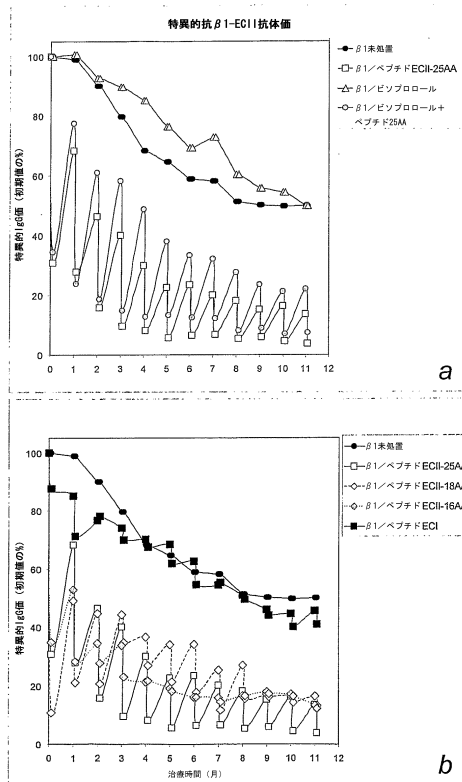 特異的抗β1-ECII抗体価
特異的IgG価（初期値の%）
100
80
60
40
20
0
0 1 2 3 4 5 6 7 8 9 10 11 12
β1未処置
β1／ペプチドECII-25AA
β1／ビソプロロール
β1／ビソプロロール＋
ペプチド25AA
a
特異的IgG価（初期値の%）
100
80
60
40
20
0
0 1 2 3 4 5 6 7 8 9 10 11 12
治療時間（月）
β1未処置
β1／ペプチドECII-25AA
β1／ペプチドECII-18AA
β1／ペプチドECII-16AA
β1／ペプチドECI
b